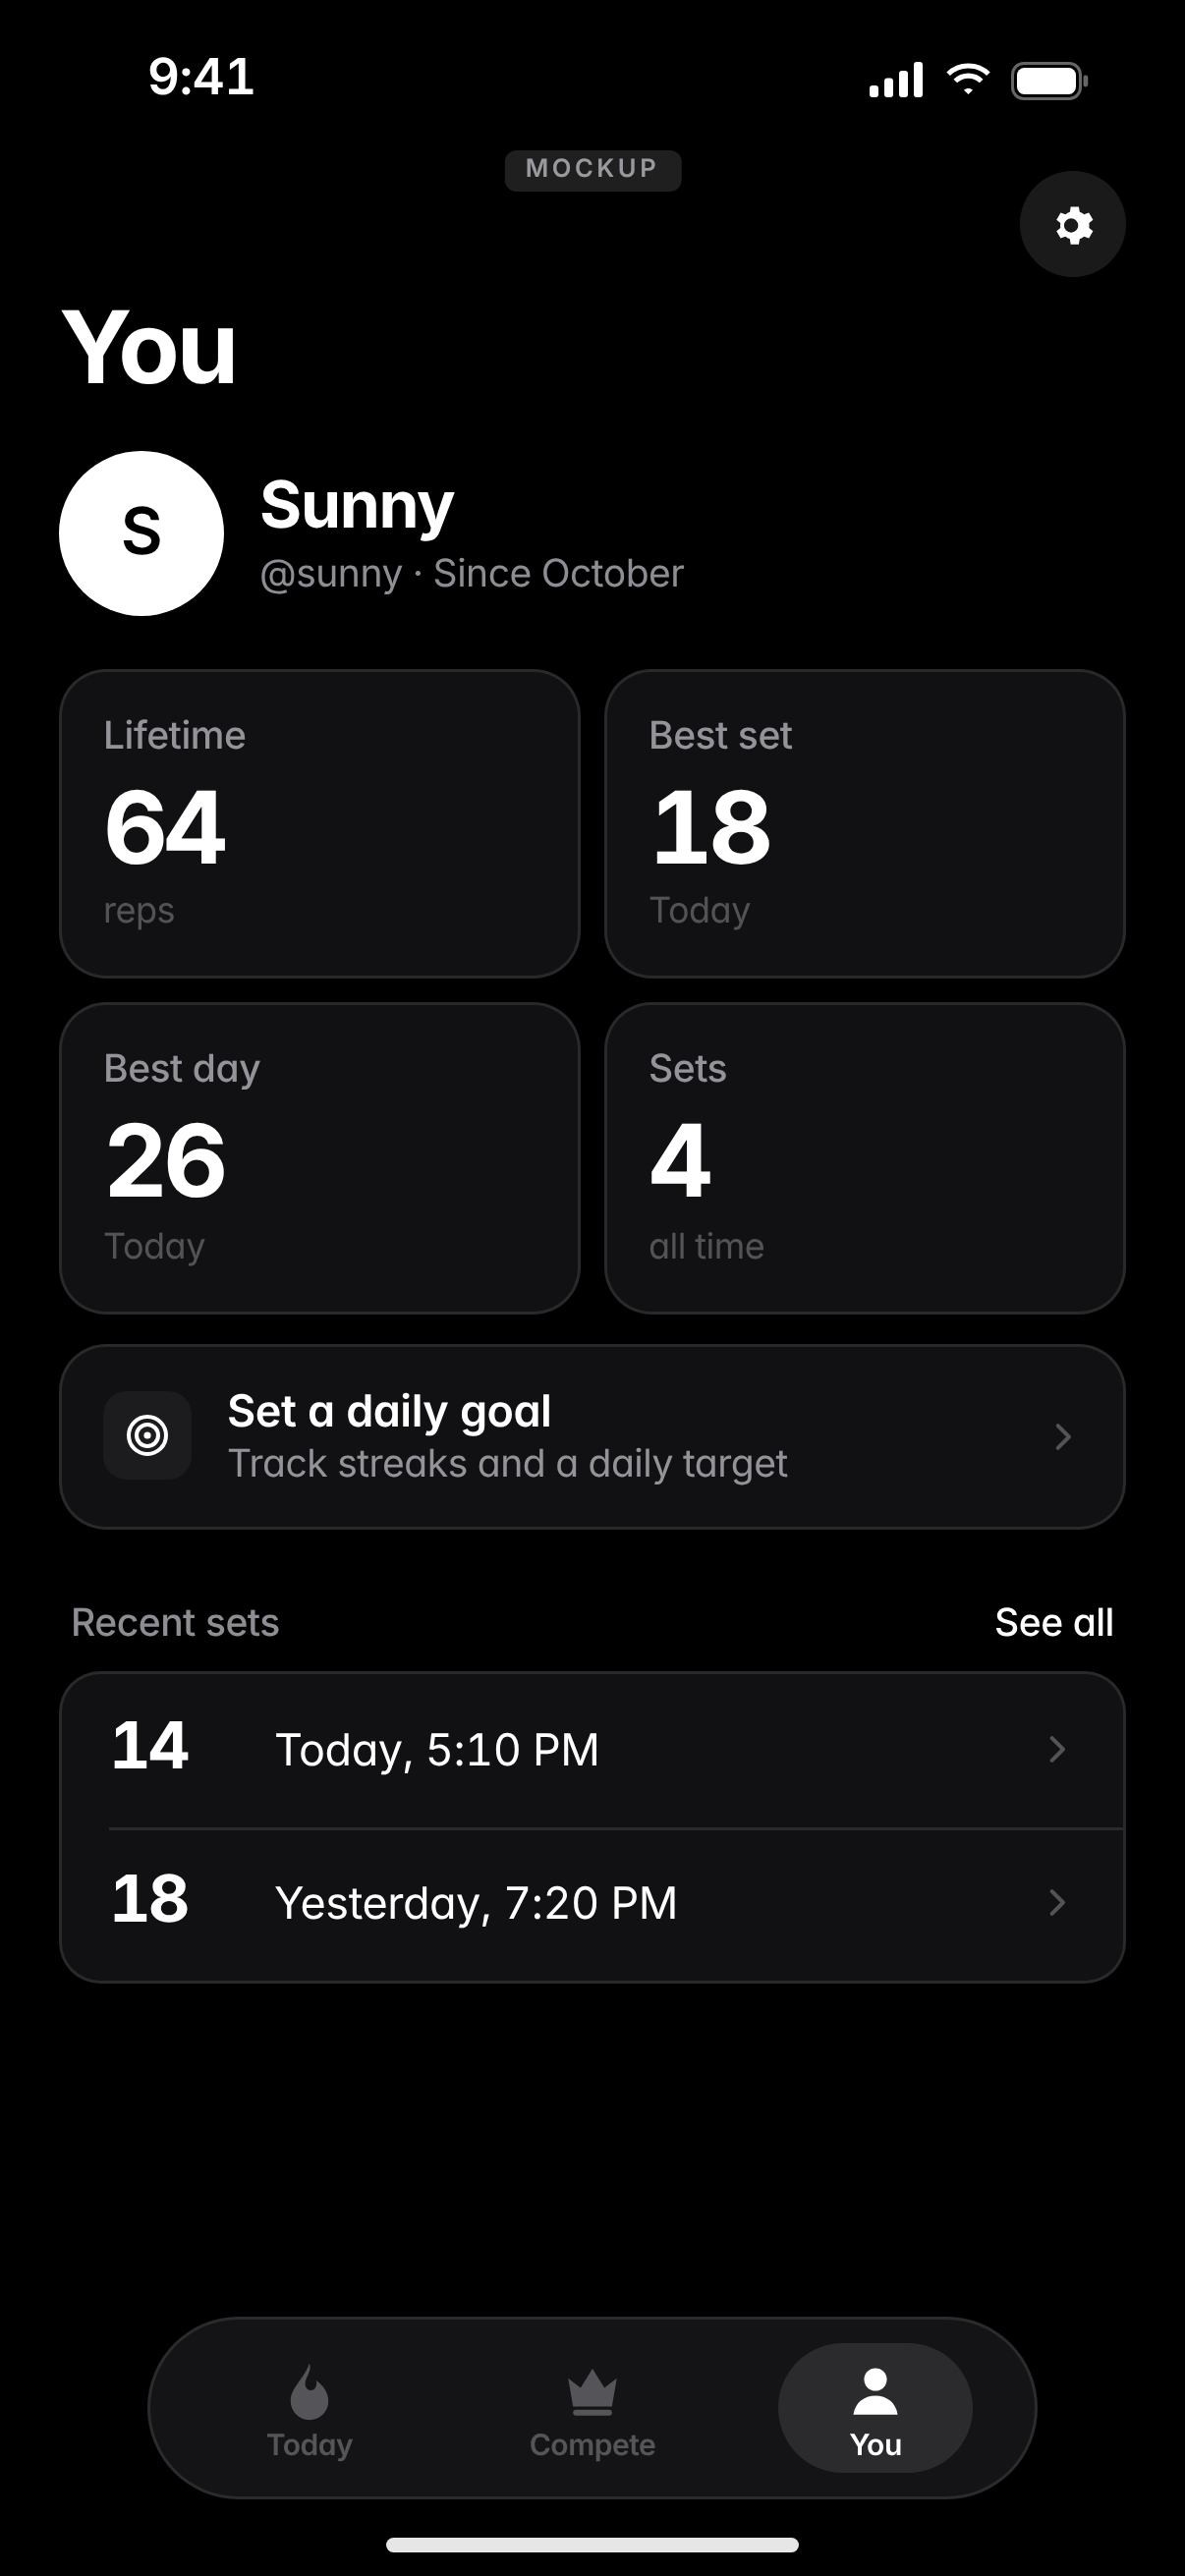 9:41
MOCKUP
You
S
Sunny
@sunny · Since October
Lifetime
64
reps
Best set
18
Today
Best day
26
Today
Sets
4
all time
Set a daily goal
Track streaks and a daily target
Recent sets
See all
14
Today, 5:10 PM
18
Yesterday, 7:20 PM
Today
Compete
You